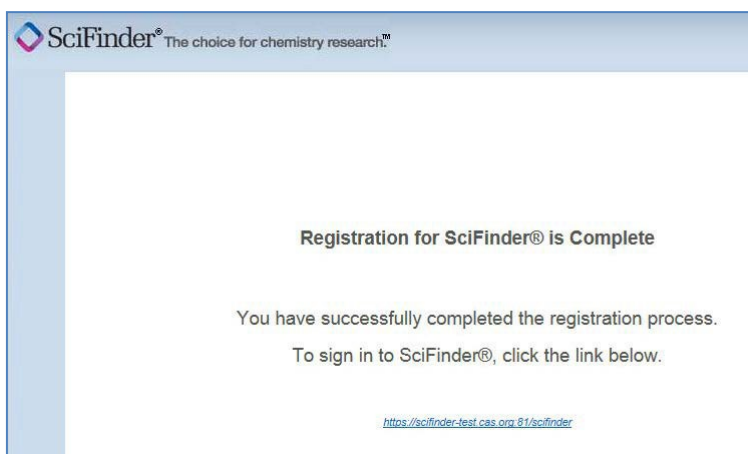 SciFinder® The choice for chemistry research.™
Registration for SciFinder® is Complete
You have successfully completed the registration process.
To sign in to SciFinder®, click the link below.
https://scifinder-test.cas.org:81/scifinder